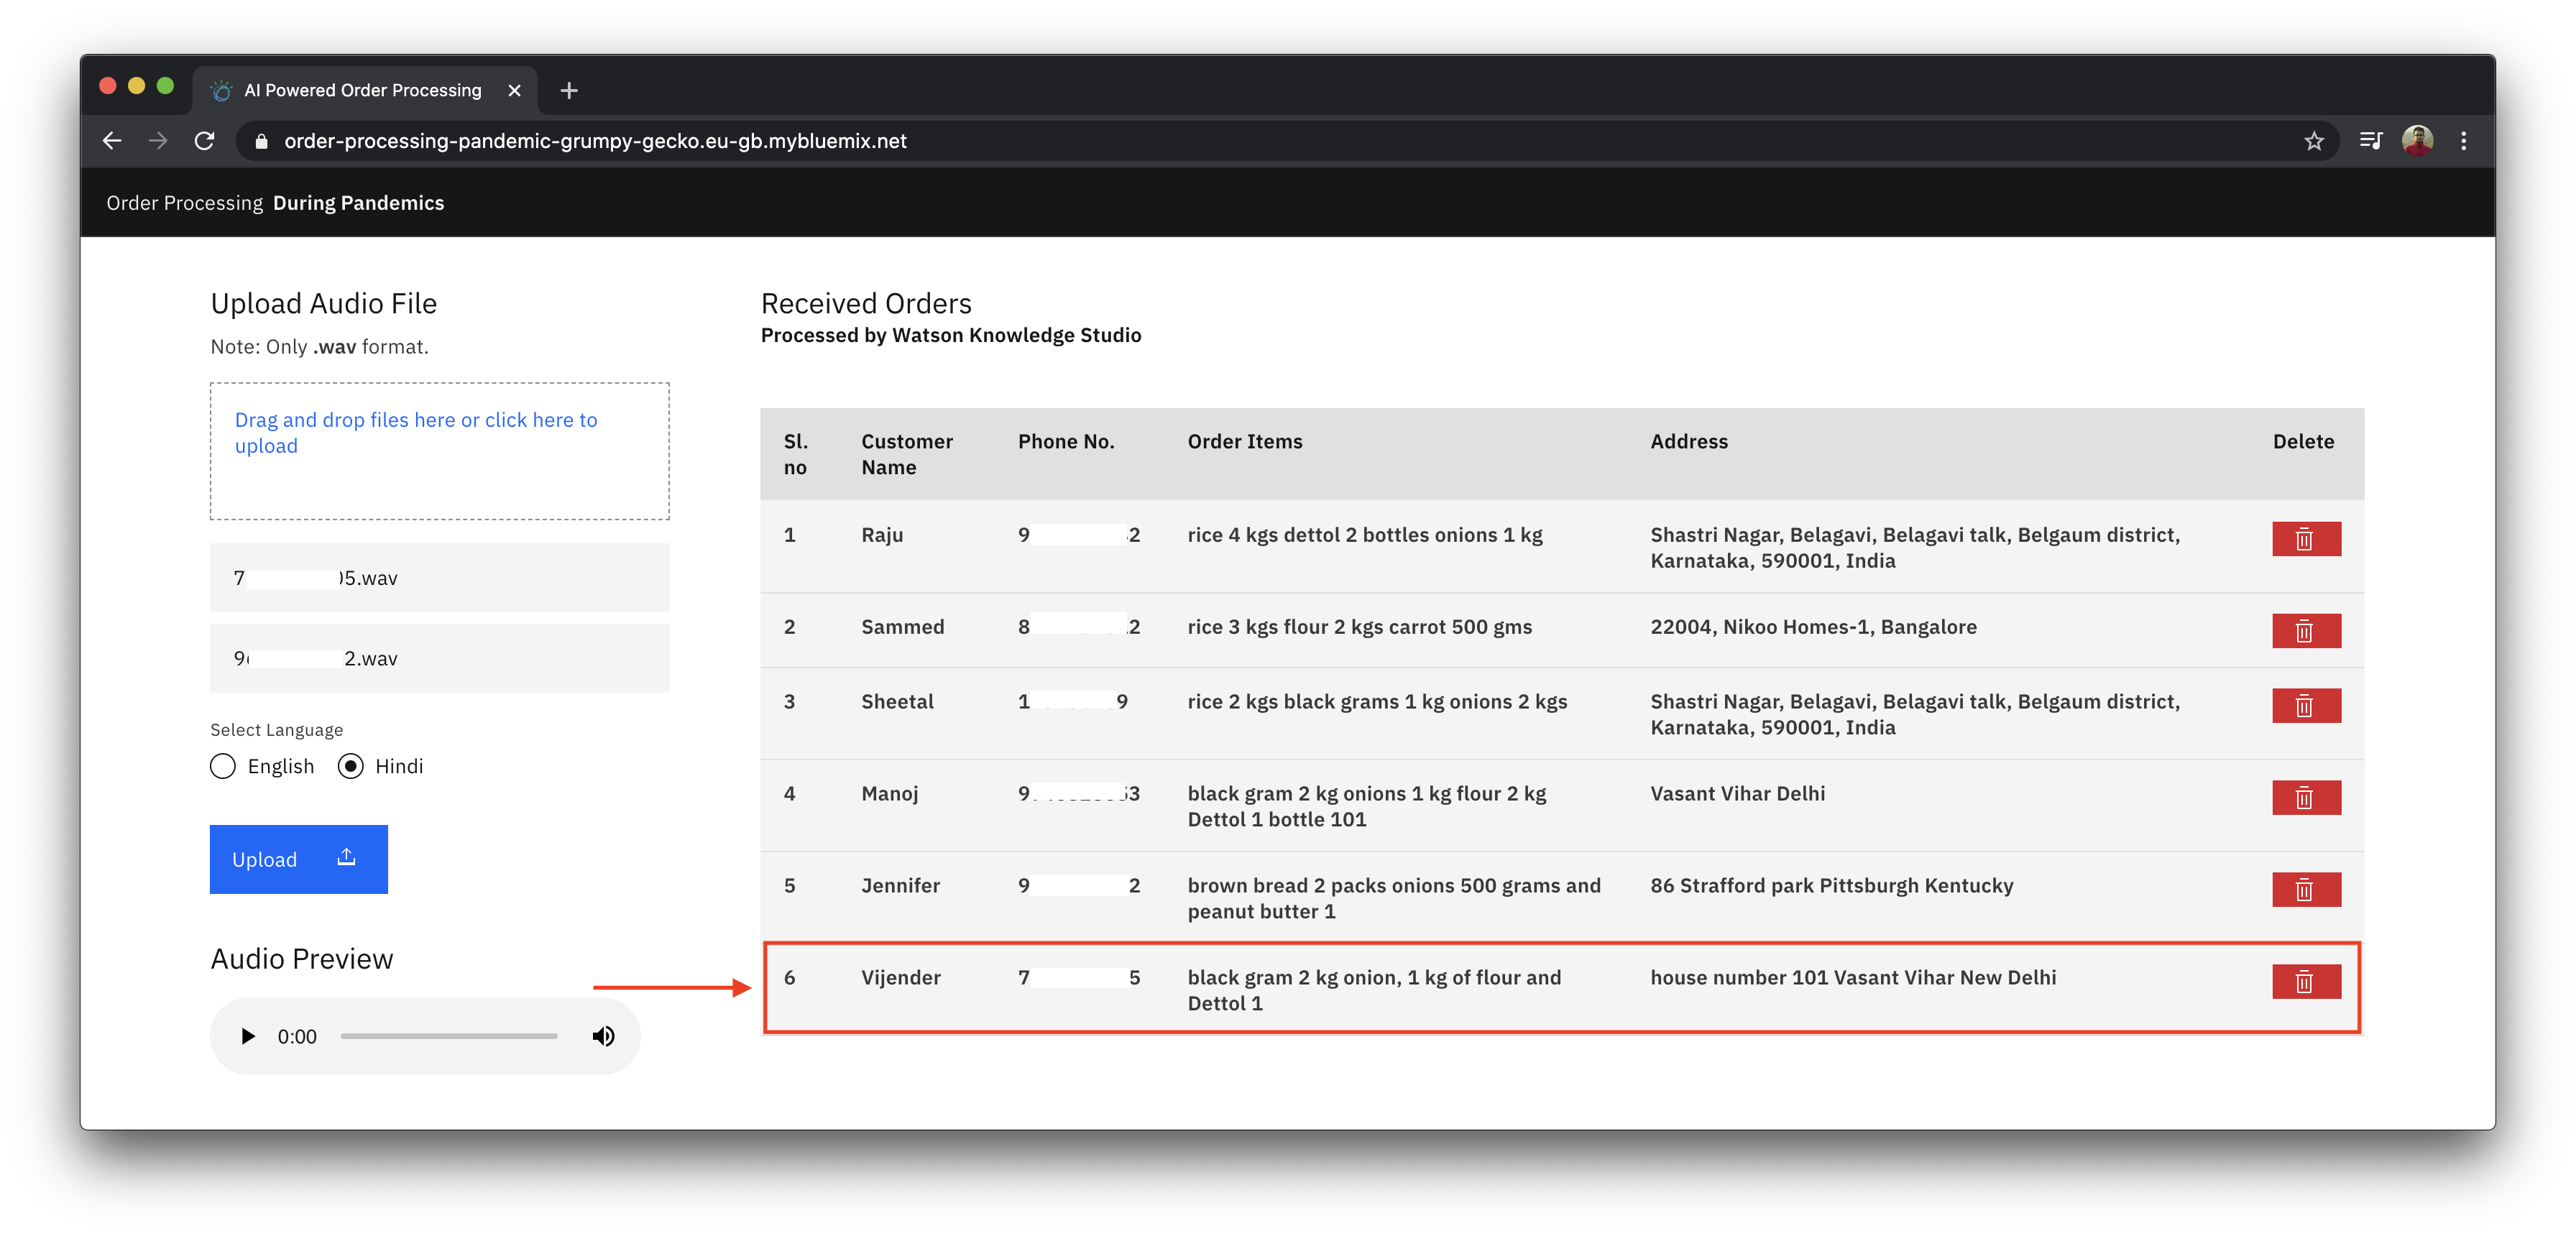 AI Powered Order Processing
order-processing-pandemic-grumpy-gecko.eu-gb.mybluemix.net
Order Processing During Pandemics
Upload Audio File
Note: Only .wav format.
Drag and drop files here or click here to
upload
7 05.wav
9 2.wav
Select Language
English Hindi
Upload
Audio Preview
0:00
Received Orders
Processed by Watson Knowledge Studio
Sl. no Customer Name Phone No. Order Items Address Delete
1 Raju 9 2 rice 4 kgs dettol 2 bottles onions 1 kg Shastri Nagar, Belagavi, Belagavi talk, Belgaum district,
Karnataka, 590001, India
2 Sammed 8 2 rice 3 kgs flour 2 kgs carrot 500 gms 22004, Nikoo Homes-1, Bangalore
3 Sheetal 1 9 rice 2 kgs black grams 1 kg onions 2 kgs Shastri Nagar, Belagavi, Belagavi talk, Belgaum district,
Karnataka, 590001, India
4 Manoj 9 3 black gram 2 kg onions 1 kg flour 2 kg Vasant Vihar Delhi
Dettol 1 bottle 101
5 Jennifer 9 2 brown bread 2 packs onions 500 grams and 86 Strafford park Pittsburgh Kentucky
peanut butter 1
6 Vijender 7 5 black gram 2 kg onion, 1 kg of flour and house number 101 Vasant Vihar New Delhi
Dettol 1